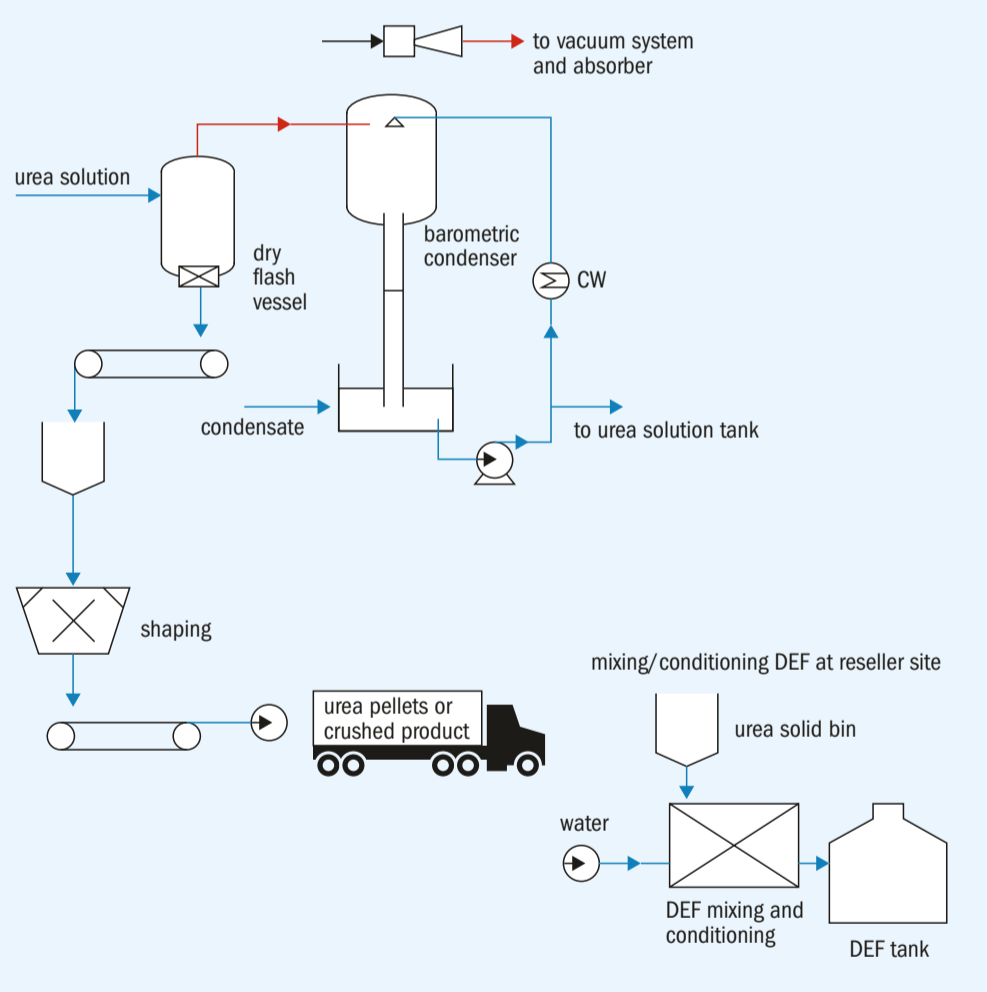 to vacuum system
and absorber
urea solution
dry
flash
vessel
barometric
condenser
CW
condensate
to urea solution tank
shaping
urea pellets or
crushed product
mixing/conditioning DEF at reseller site
urea solid bin
water
DEF mixing and
conditioning
DEF tank